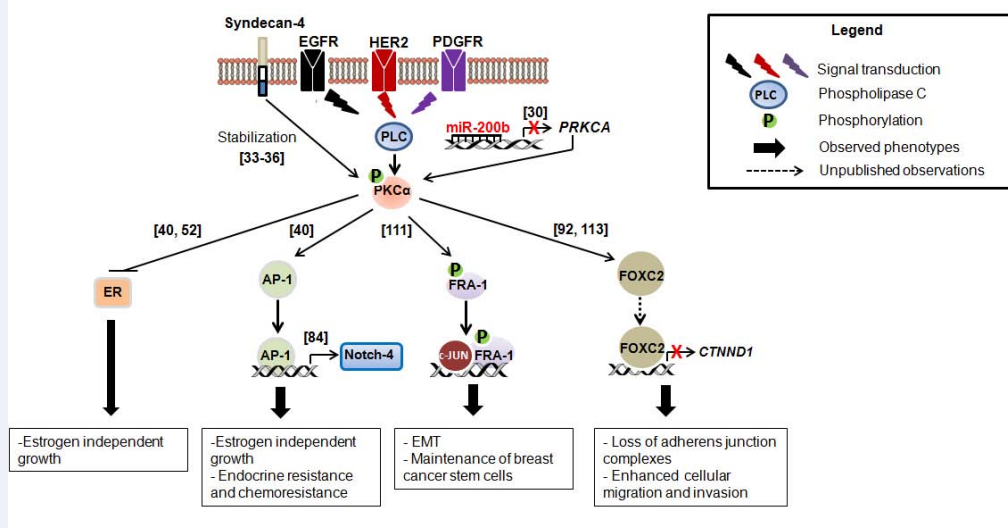 Syndecan-4
EGFR HER2 PDGFR
Legend
Signal transduction
PLC Phospholipase C
P Phosphorylation
Observed phenotypes
Unpublished observations
Stabilization
[33-36]
PLC
miR-200b [30] X PRKCA
P
PKCα
[40, 52] [40] [111] [92, 113]
ER
AP-1
P
FRA-1
FOXC2
AP-1 [84] Notch-4
P
c-JUN FRA-1
FOXC2 X CTNND1
-Estrogen independent
growth
-Estrogen independent
growth
- Endocrine resistance
and chemoresistance
- EMT
- Maintenance of breast
cancer stem cells
- Loss of adherens junction
complexes
- Enhanced cellular
migration and invasion